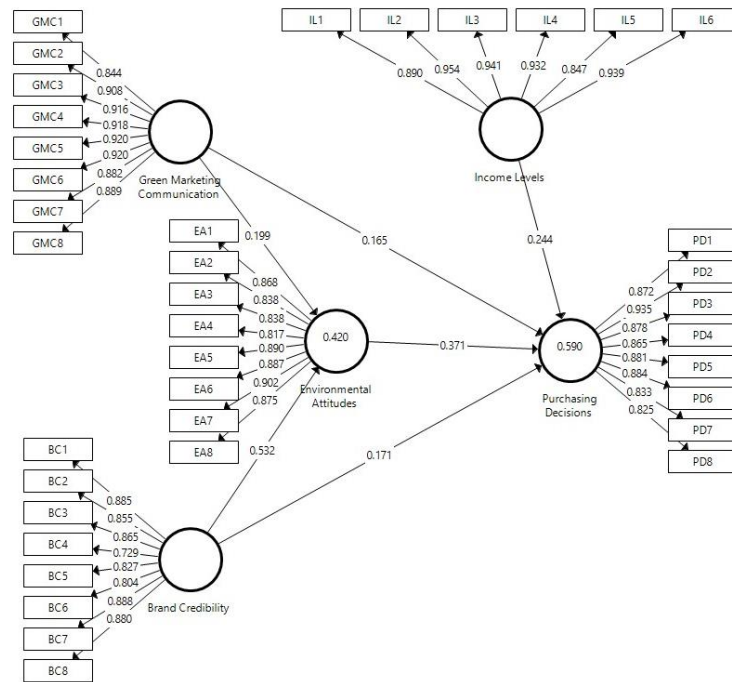 GMC1
GMC2
GMC3
GMC4
GMC5
GMC6
GMC7
GMC8
0.844
0.908
0.916
0.918
0.920
0.920
0.882
0.889
Green Marketing
Communication
IL1
IL2
IL3
IL4
IL5
IL6
0.890
0.954
0.941
0.932
0.847
0.939
Income Levels
0.199
0.165
0.244
EA1
EA2
EA3
EA4
EA5
EA6
EA7
EA8
0.868
0.838
0.838
0.817
0.890
0.887
0.902
0.875
0.420
Environmental
Attitudes
0.371
0.590
Purchasing
Decisions
PD1
PD2
PD3
PD4
PD5
PD6
PD7
PD8
0.872
0.935
0.878
0.865
0.881
0.884
0.833
0.825
0.532
0.171
BC1
BC2
BC3
BC4
BC5
BC6
BC7
BC8
0.885
0.855
0.865
0.729
0.827
0.804
0.888
0.880
Brand Credibility